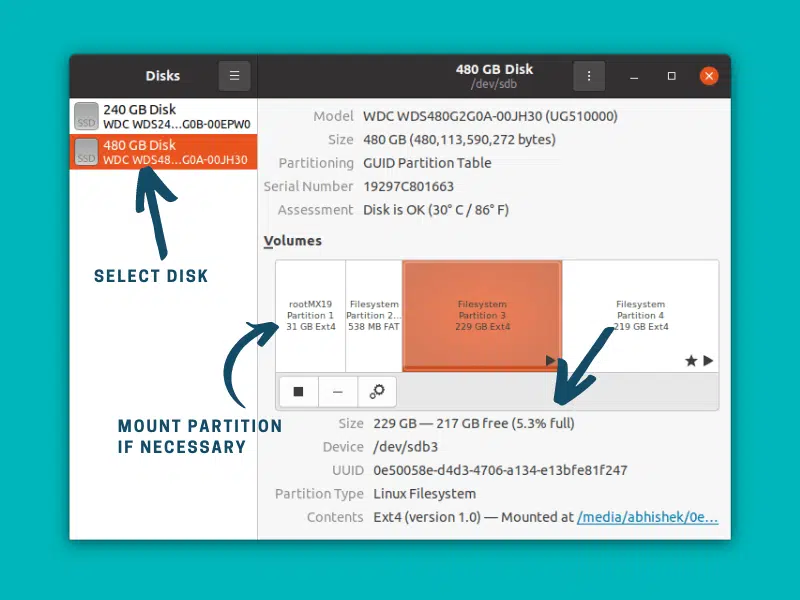 Disks
480 GB Disk
/dev/sdb
SSD
240 GB Disk
WDC WDS24...G0B-00EPW0
SSD
480 GB Disk
WDC WDS48...G0A-00JH30
SELECT DISK
MOUNT PARTITION
IF NECESSARY
Model WDC WDS480G2G0A-00JH30 (UG510000)
Size 480 GB (480,113,590,272 bytes)
Partitioning GUID Partition Table
Serial Number 19297C801663
Assessment Disk is OK (30° C / 86° F)
Volumes
rootMX19
Partition 1
31 GB Ext4
Filesystem
Partition 2...
538 MB FAT
Filesystem
Partition 3
229 GB Ext4
Filesystem
Partition 4
219 GB Ext4
Size 229 GB — 217 GB free (5.3% full)
Device /dev/sdb3
UUID 0e50058e-d4d3-4706-a134-e13bfe81f247
Partition Type Linux Filesystem
Contents Ext4 (version 1.0) — Mounted at /media/abhishek/0e...